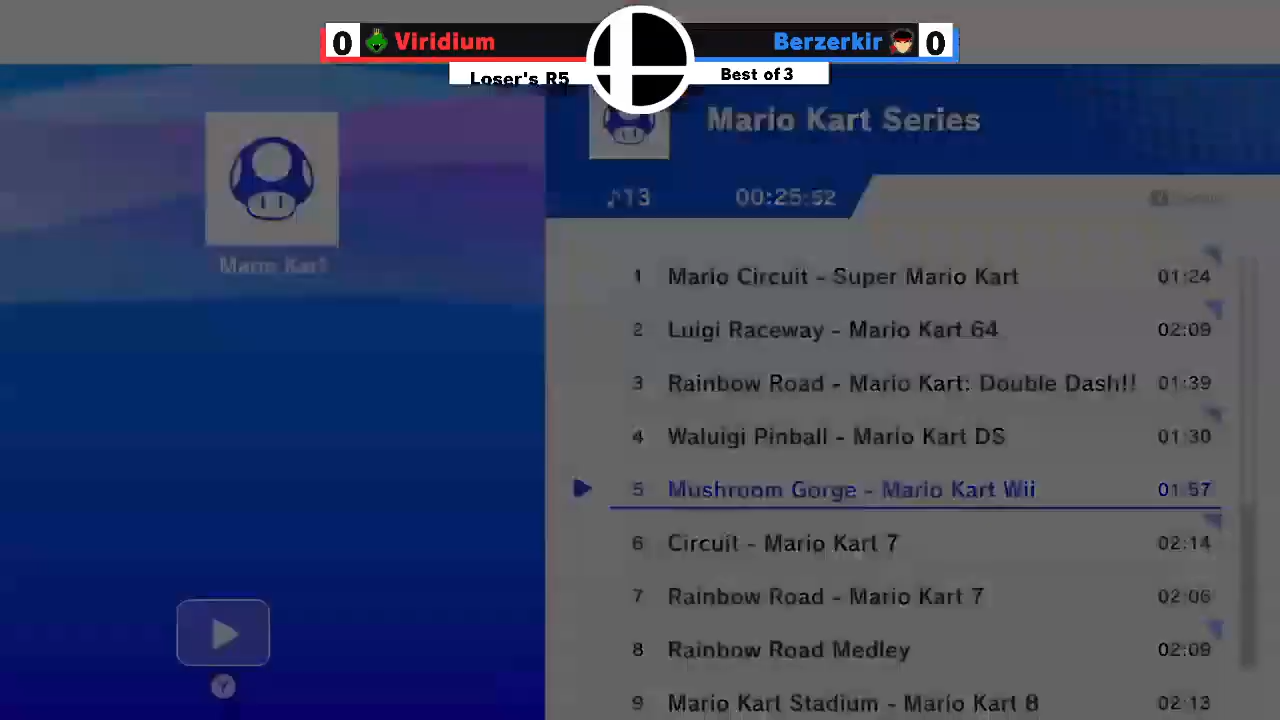 0 Viridium
Berzerkir 0
Loser's R5
Best of 3
Mario Kart Series
♪13 00:25:52
Mario Kart
1 Mario Circuit - Super Mario Kart 01:24
2 Luigi Raceway - Mario Kart 64 02:09
3 Rainbow Road - Mario Kart: Double Dash!! 01:39
4 Waluigi Pinball - Mario Kart DS 01:30
5 Mushroom Gorge - Mario Kart Wii 01:57
6 Circuit - Mario Kart 7 02:14
7 Rainbow Road - Mario Kart 7 02:06
8 Rainbow Road Medley 02:09
9 Mario Kart Stadium - Mario Kart 8 02:13
Y